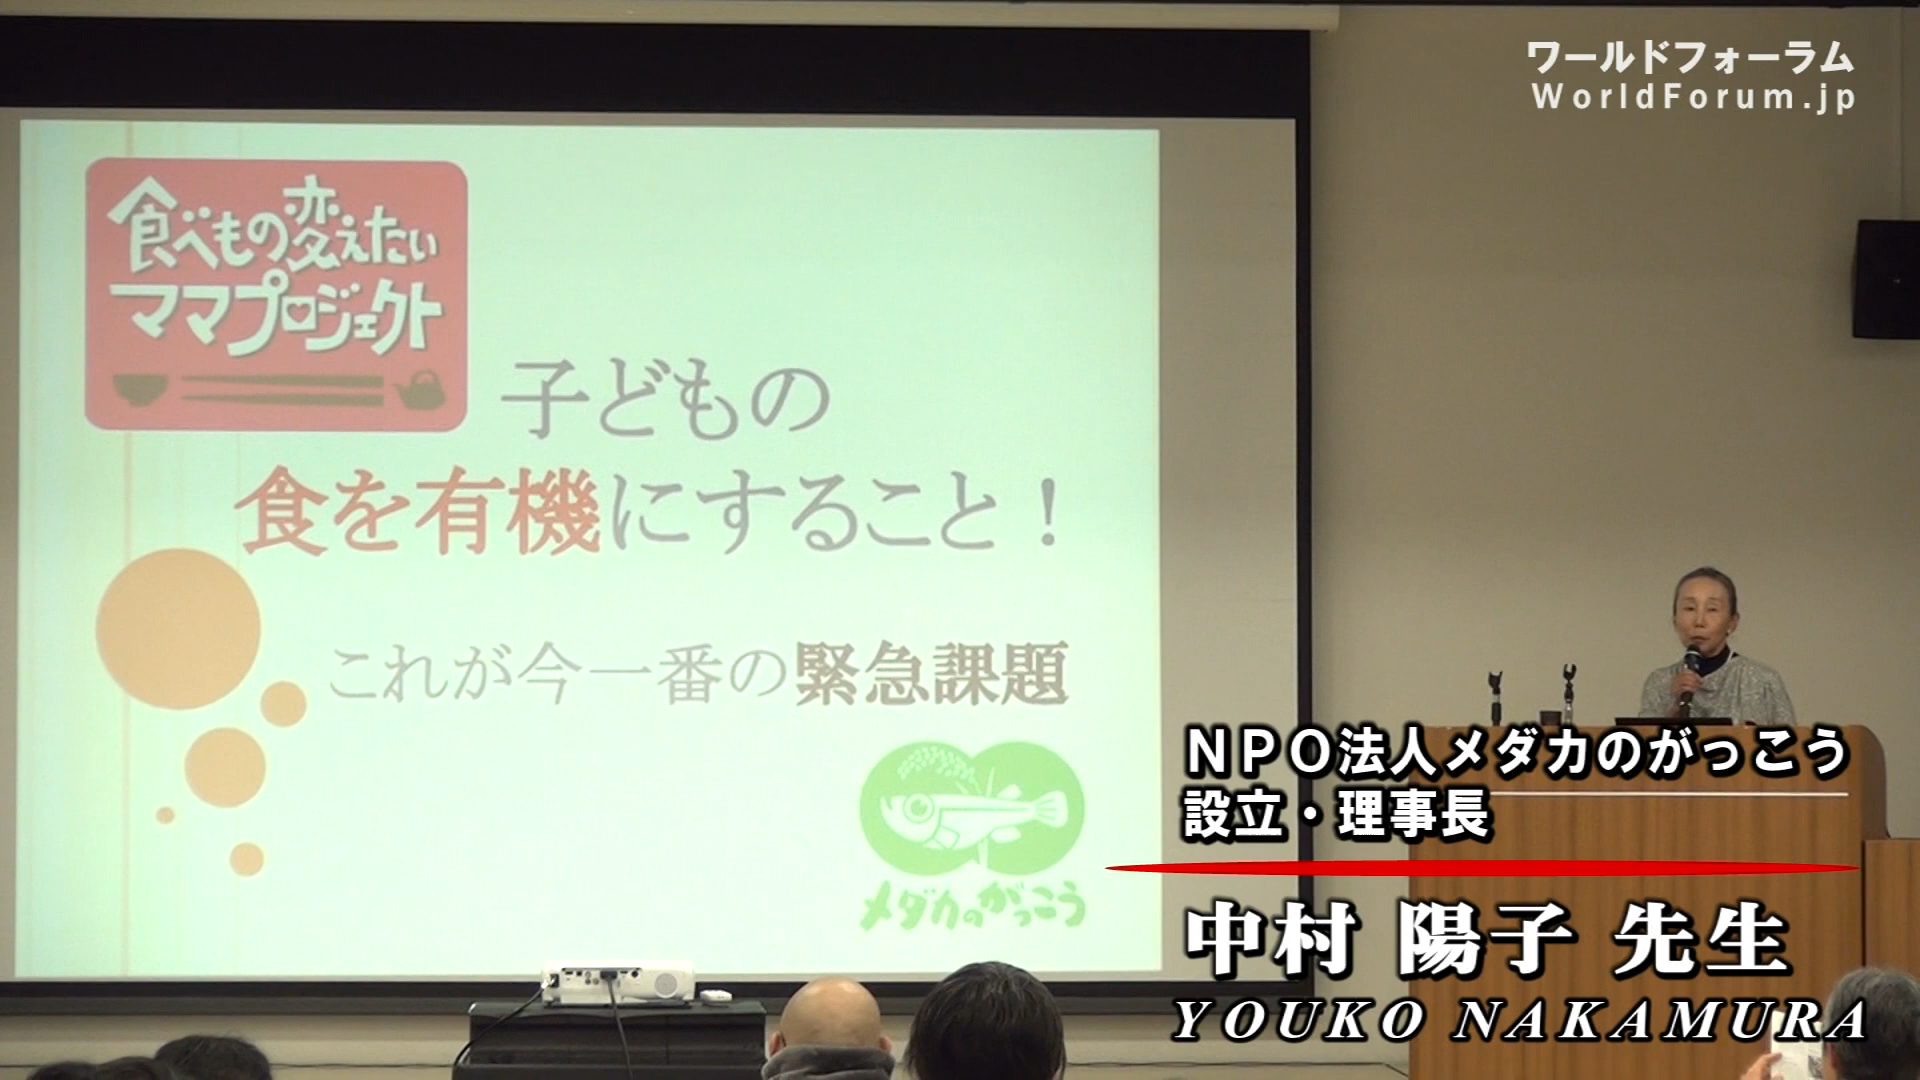 ワールドフォーラム
WorldForum.jp
食べもの変えたい
ママプロジェクト
子どもの
食を有機にすること！
これが今一番の緊急課題
メダカのがっこう
ＮＰＯ法人メダカのがっこう
設立・理事長
中村 陽子 先生
YOUKO NAKAMURA